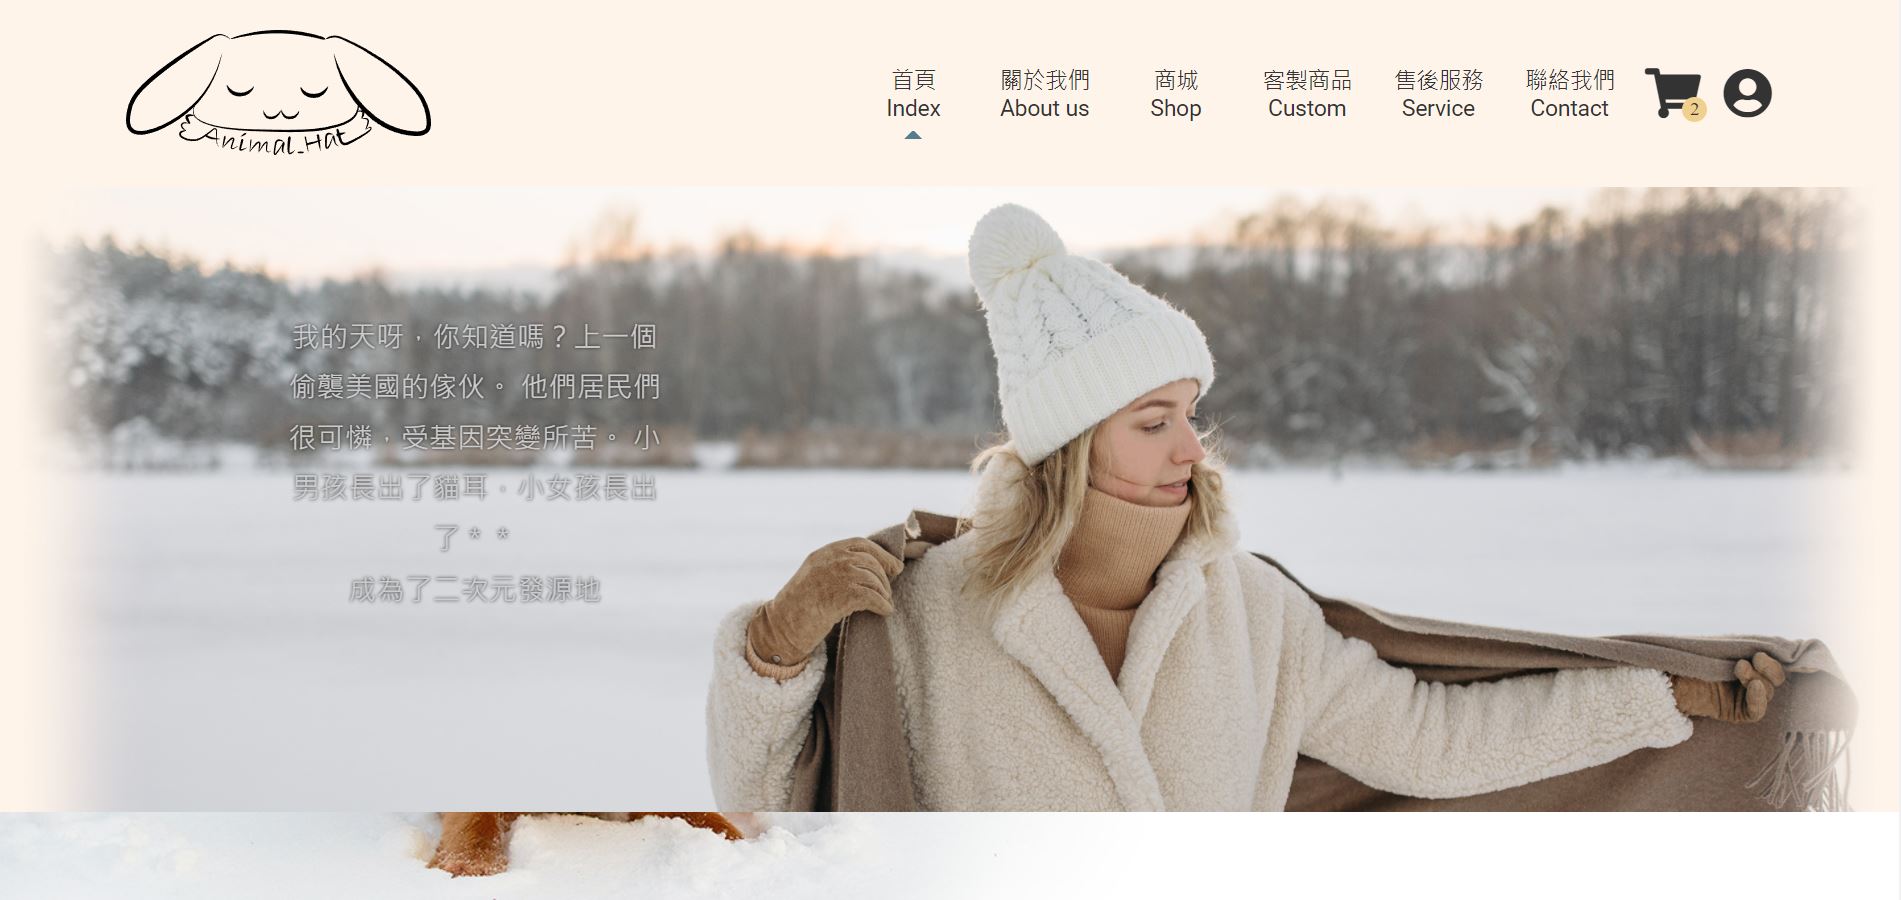 Animal_Hat
首頁
Index
關於我們
About us
商城
Shop
客製商品
Custom
售後服務
Service
聯絡我們
Contact
2
我的天呀，你知道嗎？上一個
偷襲美國的傢伙。 他們居民們
很可憐，受基因突變所苦。 小
男孩長出了貓耳，小女孩長出
了* *
成為了二次元發源地